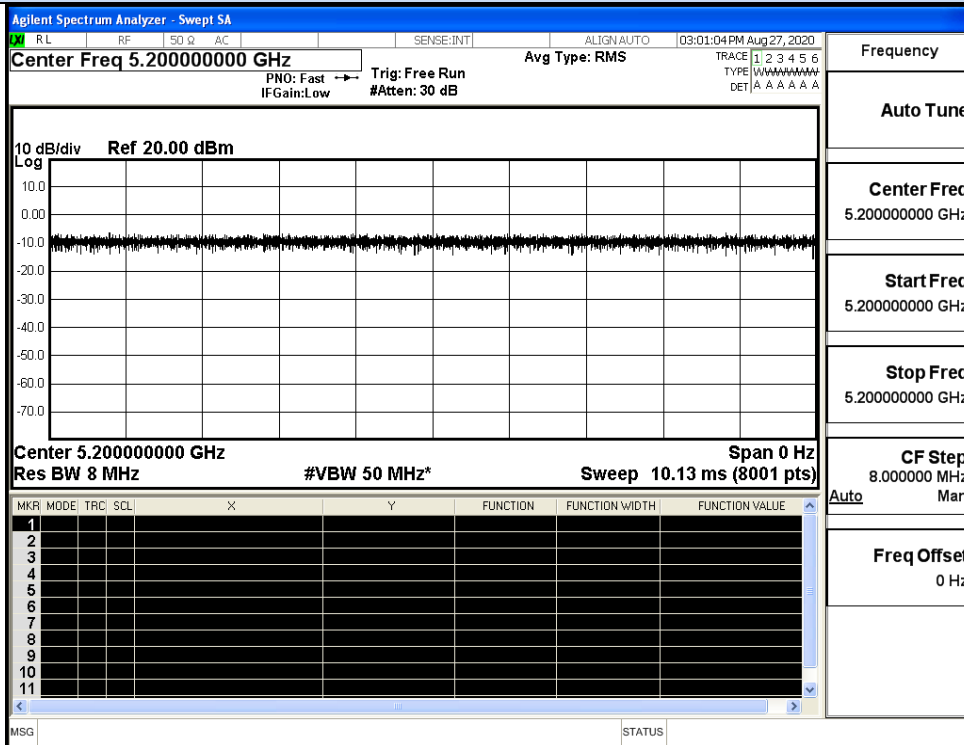 Agilent Spectrum Analyzer - Swept SA
LXI RL RF 50 Ω AC SENSE:INT ALIGN AUTO 03:01:04 PM Aug 27, 2020
Center Freq 5.200000000 GHz
PNO: Fast
IFGain:Low
Trig: Free Run
#Atten: 30 dB
Avg Type: RMS
TRACE 1 2 3 4 5 6
TYPE
DET A A A A A A
10 dB/div Ref 20.00 dBm
Log
10.0
0.00
-10.0
-20.0
-30.0
-40.0
-50.0
-60.0
-70.0
Center 5.200000000 GHz Span 0 Hz
Res BW 8 MHz #VBW 50 MHz* Sweep 10.13 ms (8001 pts)
MKR MODE TRC SCL X Y FUNCTION FUNCTION WIDTH FUNCTION VALUE
1
2
3
4
5
6
7
8
9
10
11
MSG STATUS
Frequency
Auto Tune
Center Freq
5.200000000 GHz
Start Freq
5.200000000 GHz
Stop Freq
5.200000000 GHz
CF Step
8.000000 MHz
Auto Man
Freq Offset
0 Hz